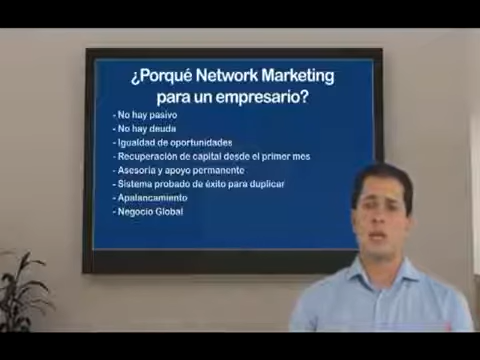 ¿Porqué Network Marketing
para un empresario?
- No hay pasivo
- No hay deuda
- Igualdad de oportunidades
- Recuperación de capital desde el primer mes
- Asesoría y apoyo permanente
- Sistema probado de éxito para duplicar
- Apalancamiento
- Negocio Global